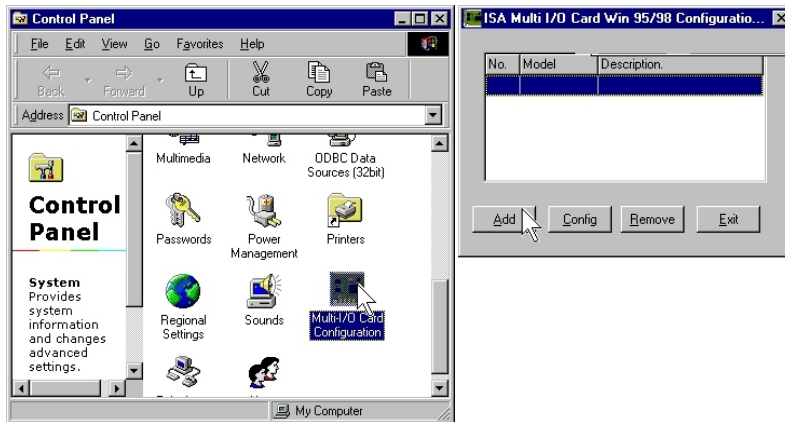 Control Panel
File Edit View Go Favorites Help
Back Forward Up Cut Copy Paste
Address Control Panel
Control
Panel
System
Provides
system
information
and changes
advanced
settings.
Multimedia Network ODBC Data
Sources (32bit)
Passwords Power
Management Printers
Regional
Settings Sounds Multi-I/O Card
Configuration
My Computer
ISA Multi I/O Card Win 95/98 Configuratio...
No. Model Description.
Add Config Remove Exit